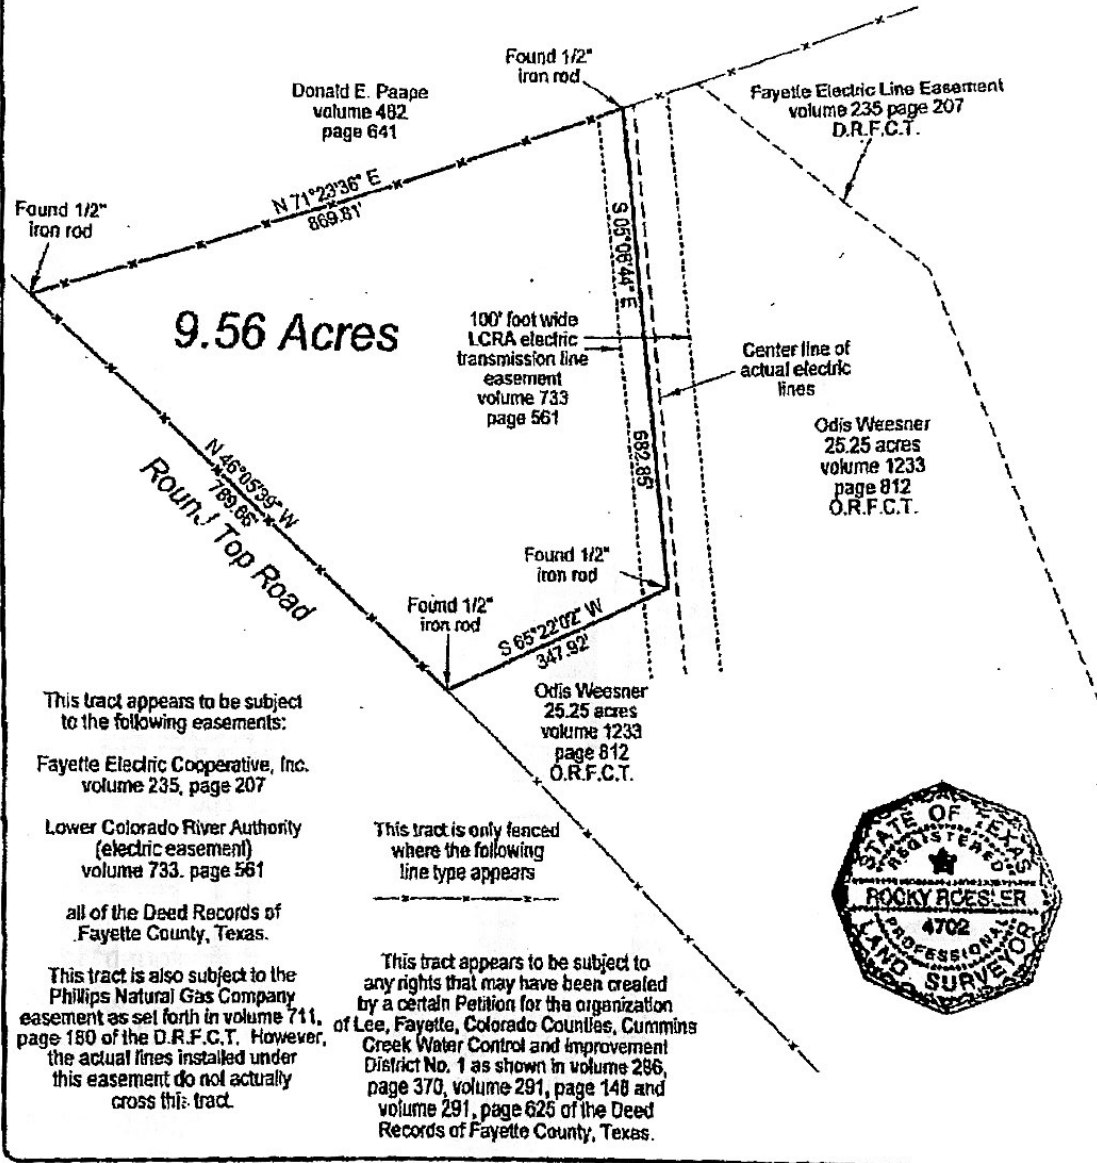 Found 1/2"
iron rod
Donald E. Paape
volume 482
page 641
Fayette Electric Line Easement
volume 235 page 207
D.R.F.C.T.
Found 1/2"
iron rod
N 71°23'36" E
869.81'
S 05°08'44" E
682.85'
9.56 Acres
100' foot wide
LCRA electric
transmission line
easement
volume 733
page 561
Center line of
actual electric
lines
Odis Weesner
25.25 acres
volume 1233
page 812
O.R.F.C.T.
N 46°05'39" W
789.65'
Round Top Road
Found 1/2"
iron rod
Found 1/2"
iron rod
S 65°22'02" W
347.92'
Odis Weesner
25.25 acres
volume 1233
page 812
O.R.F.C.T.
This tract appears to be subject
to the following easements:
Fayette Electric Cooperative, Inc.
volume 235, page 207
Lower Colorado River Authority
(electric easement)
volume 733. page 561
all of the Deed Records of
Fayette County, Texas.
This tract is also subject to the
Phillips Natural Gas Company
easement as set forth in volume 711,
page 180 of the D.R.F.C.T. However,
the actual lines installed under
this easement do not actually
cross this tract.
This tract is only fenced
where the following
line type appears
This tract appears to be subject to
any rights that may have been created
by a certain Petition for the organization
of Lee, Fayette, Colorado Counties, Cummins
Creek Water Control and Improvement
District No. 1 as shown in volume 286,
page 370, volume 291, page 148 and
volume 291, page 625 of the Deed
Records of Fayette County, Texas.
STATE OF TEXAS
REGISTERED
ROCKY ROESLER
4702
PROFESSIONAL
LAND SURVEYOR